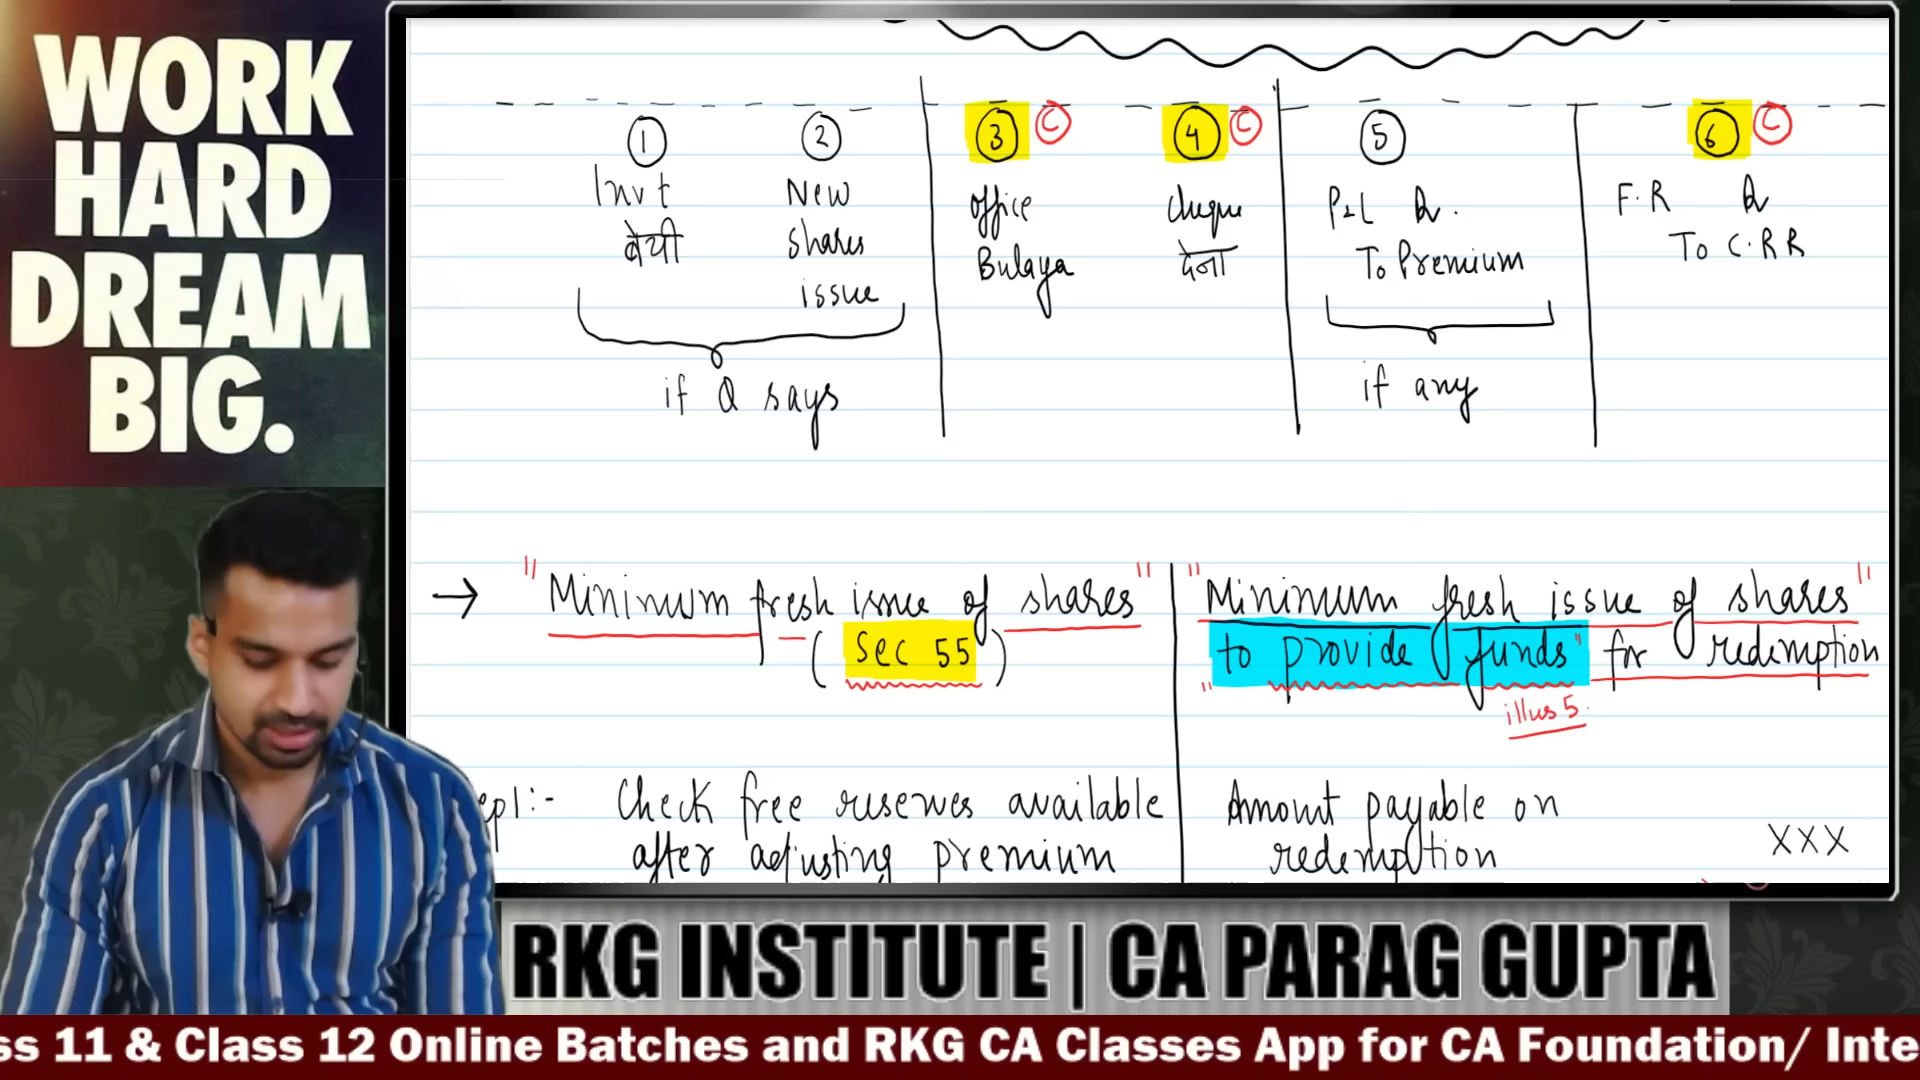 WORK
HARD
DREAM
BIG.
1 2 3 C 4 C 5 6 C
Invt बेची
New shares issue
office Bulaya
cheque देना
P&L Dr.
To Premium
F.R Dr
To C.R R
if Q says
if any
→ "Minimum fresh issue of shares"
(Sec 55)
"Minimum fresh issue of shares"
"to provide funds" for redemption
illus 5.
ep1:- Check free reserves available
after adjusting premium
Amount payable on
redemption XXX
RKG INSTITUTE | CA PARAG GUPTA
ss 11 & Class 12 Online Batches and RKG CA Classes App for CA Foundation/ Inte